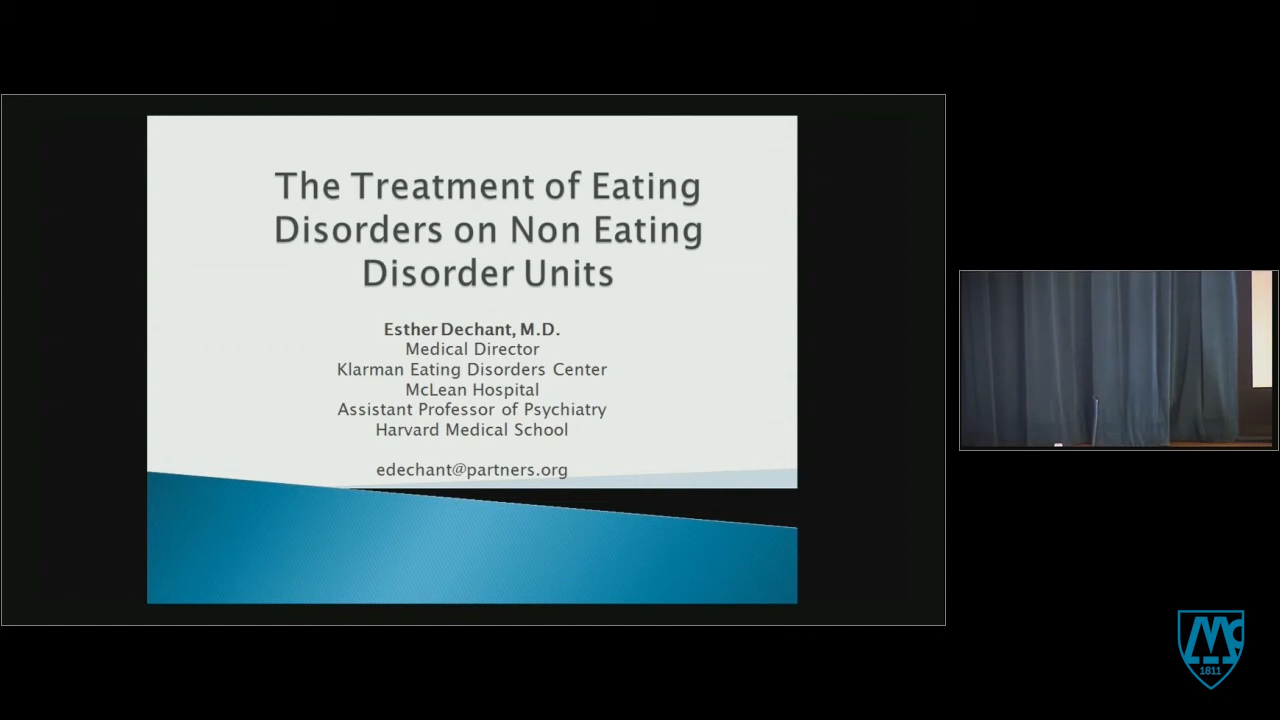 The Treatment of Eating
Disorders on Non Eating
Disorder Units
Esther Dechant, M.D.
Medical Director
Klarman Eating Disorders Center
McLean Hospital
Assistant Professor of Psychiatry
Harvard Medical School
edechant@partners.org
Mc
1811